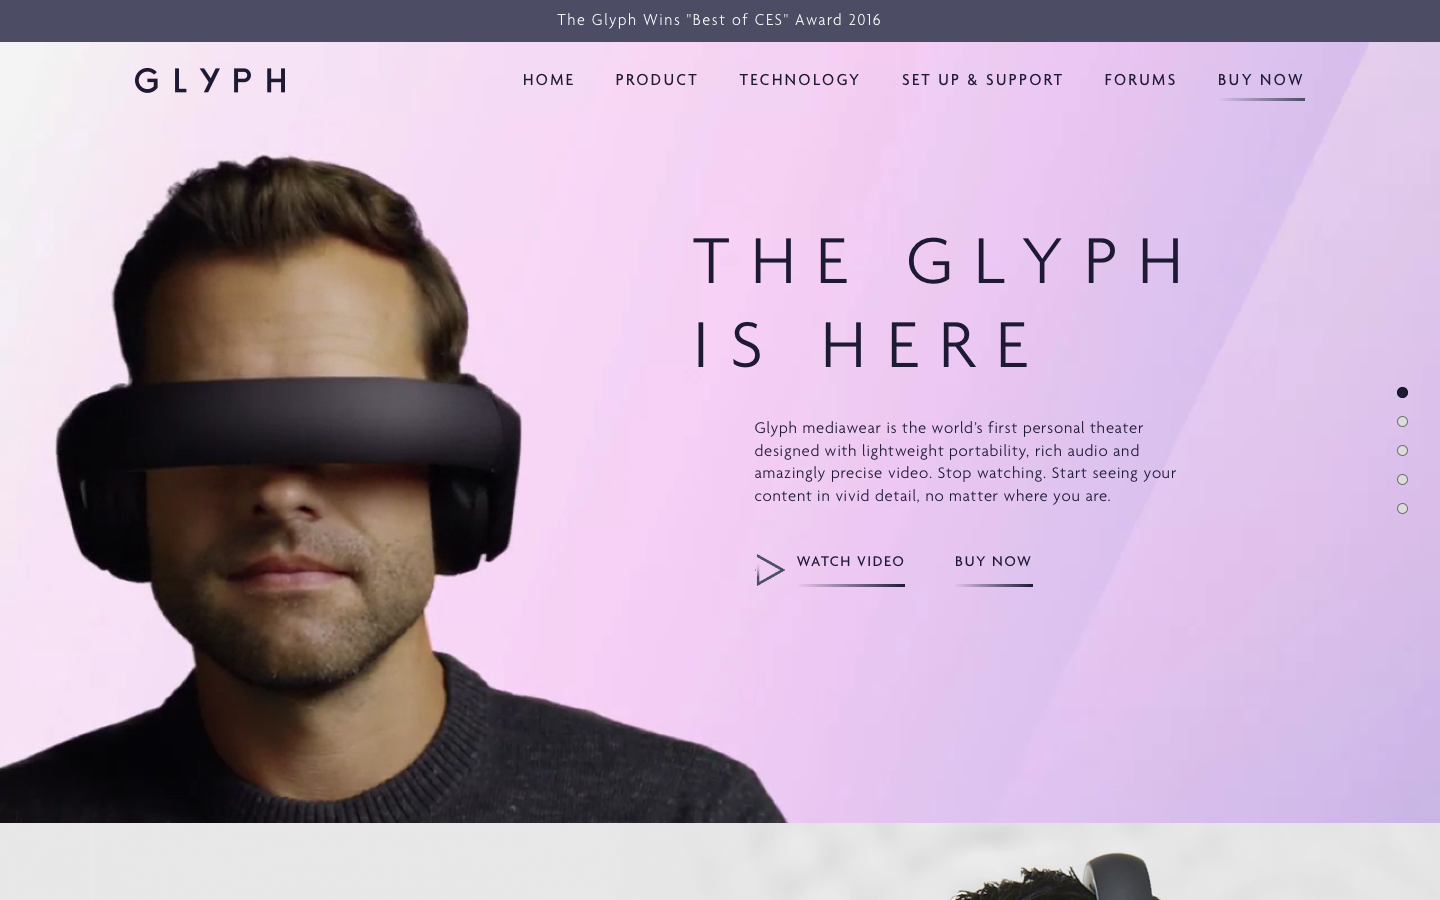 The Glyph Wins "Best of CES" Award 2016
GLYPH
HOME PRODUCT TECHNOLOGY SET UP & SUPPORT FORUMS BUY NOW
THE GLYPH
IS HERE
Glyph mediawear is the world's first personal theater
designed with lightweight portability, rich audio and
amazingly precise video. Stop watching. Start seeing your
content in vivid detail, no matter where you are.
WATCH VIDEO BUY NOW